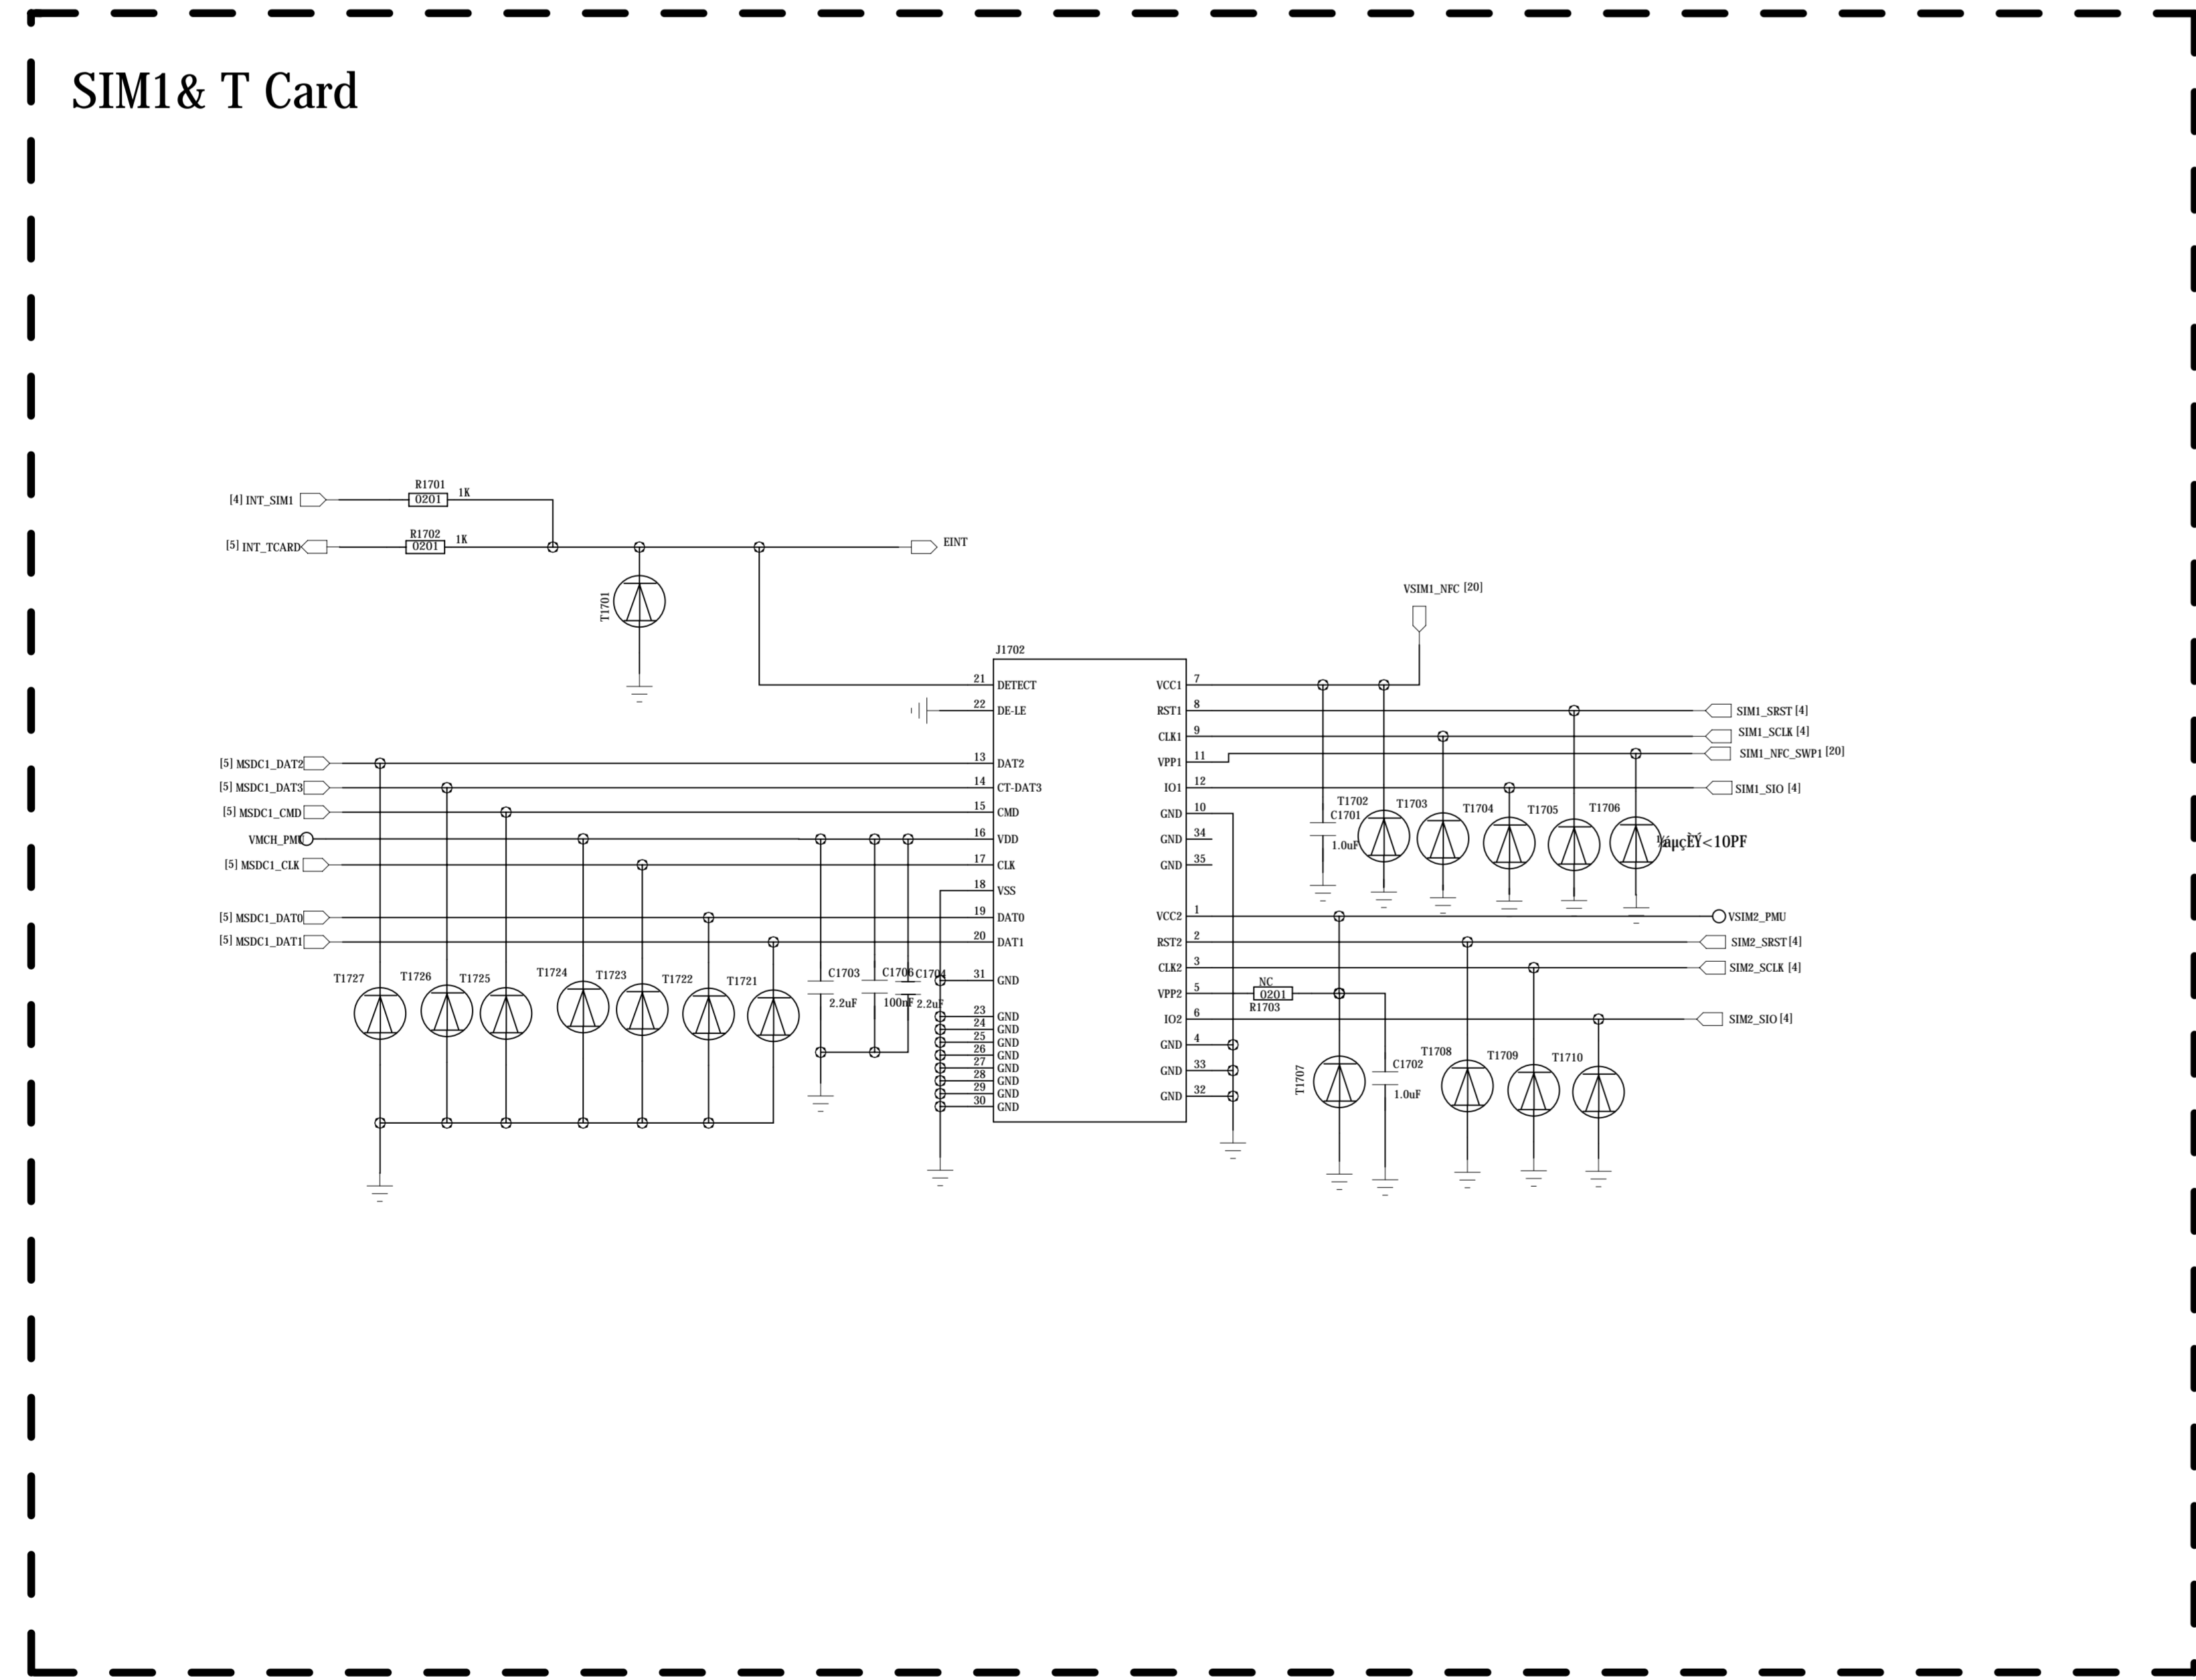 SIM1& T Card
R1701
[4] INT_SIM1
0201
1K
R1702
[5] INT_TCARD
0201
1K
EINT
T1701
VSIM1_NFC [20]
J1702
21 DETECT
22 DE-LE
[5] MSDC1_DAT2
13 DAT2
[5] MSDC1_DAT3
14 CT-DAT3
[5] MSDC1_CMD
15 CMD
VMCH_PMU
16 VDD
[5] MSDC1_CLK
17 CLK
18 VSS
[5] MSDC1_DAT0
19 DAT0
[5] MSDC1_DAT1
20 DAT1
31 GND
23 GND
24 GND
25 GND
26 GND
27 GND
28 GND
29 GND
30 GND
T1727
T1726
T1725
T1724
T1723
T1722
T1721
C1703
2.2uF
C1706
100nF
C1704
2.2uF
VCC1 7
RST1 8
SIM1_SRST [4]
CLK1 9
SIM1_SCLK [4]
VPP1 11
SIM1_NFC_SWP1 [20]
IO1 12
SIM1_SIO [4]
GND 10
GND 34
GND 35
T1702
C1701
1.0uF
T1703
T1704
T1705
T1706
½áµçÈÝ<10PF
VCC2 1
VSIM2_PMU
RST2 2
SIM2_SRST [4]
CLK2 3
SIM2_SCLK [4]
VPP2 5
NC
0201
R1703
IO2 6
SIM2_SIO [4]
GND 4
GND 33
GND 32
T1707
C1702
1.0uF
T1708
T1709
T1710